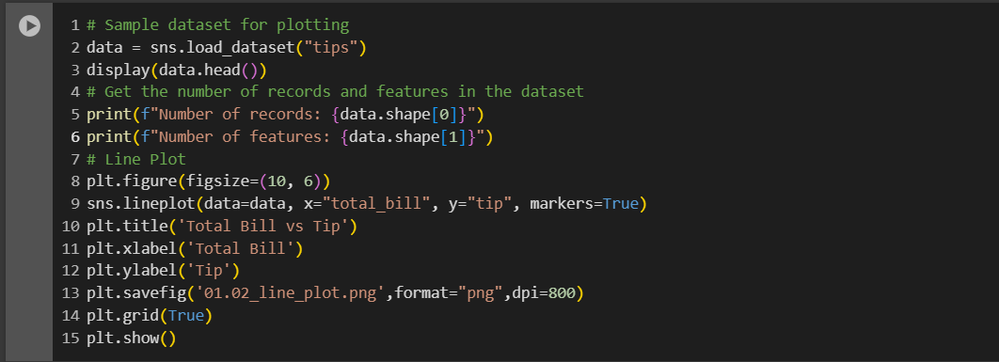 1 # Sample dataset for plotting
2 data = sns.load_dataset("tips")
3 display(data.head())
4 # Get the number of records and features in the dataset
5 print(f"Number of records: {data.shape[0]}")
6 print(f"Number of features: {data.shape[1]}")
7 # Line Plot
8 plt.figure(figsize=(10, 6))
9 sns.lineplot(data=data, x="total_bill", y="tip", markers=True)
10 plt.title('Total Bill vs Tip')
11 plt.xlabel('Total Bill')
12 plt.ylabel('Tip')
13 plt.savefig('01.02_line_plot.png',format="png",dpi=800)
14 plt.grid(True)
15 plt.show()